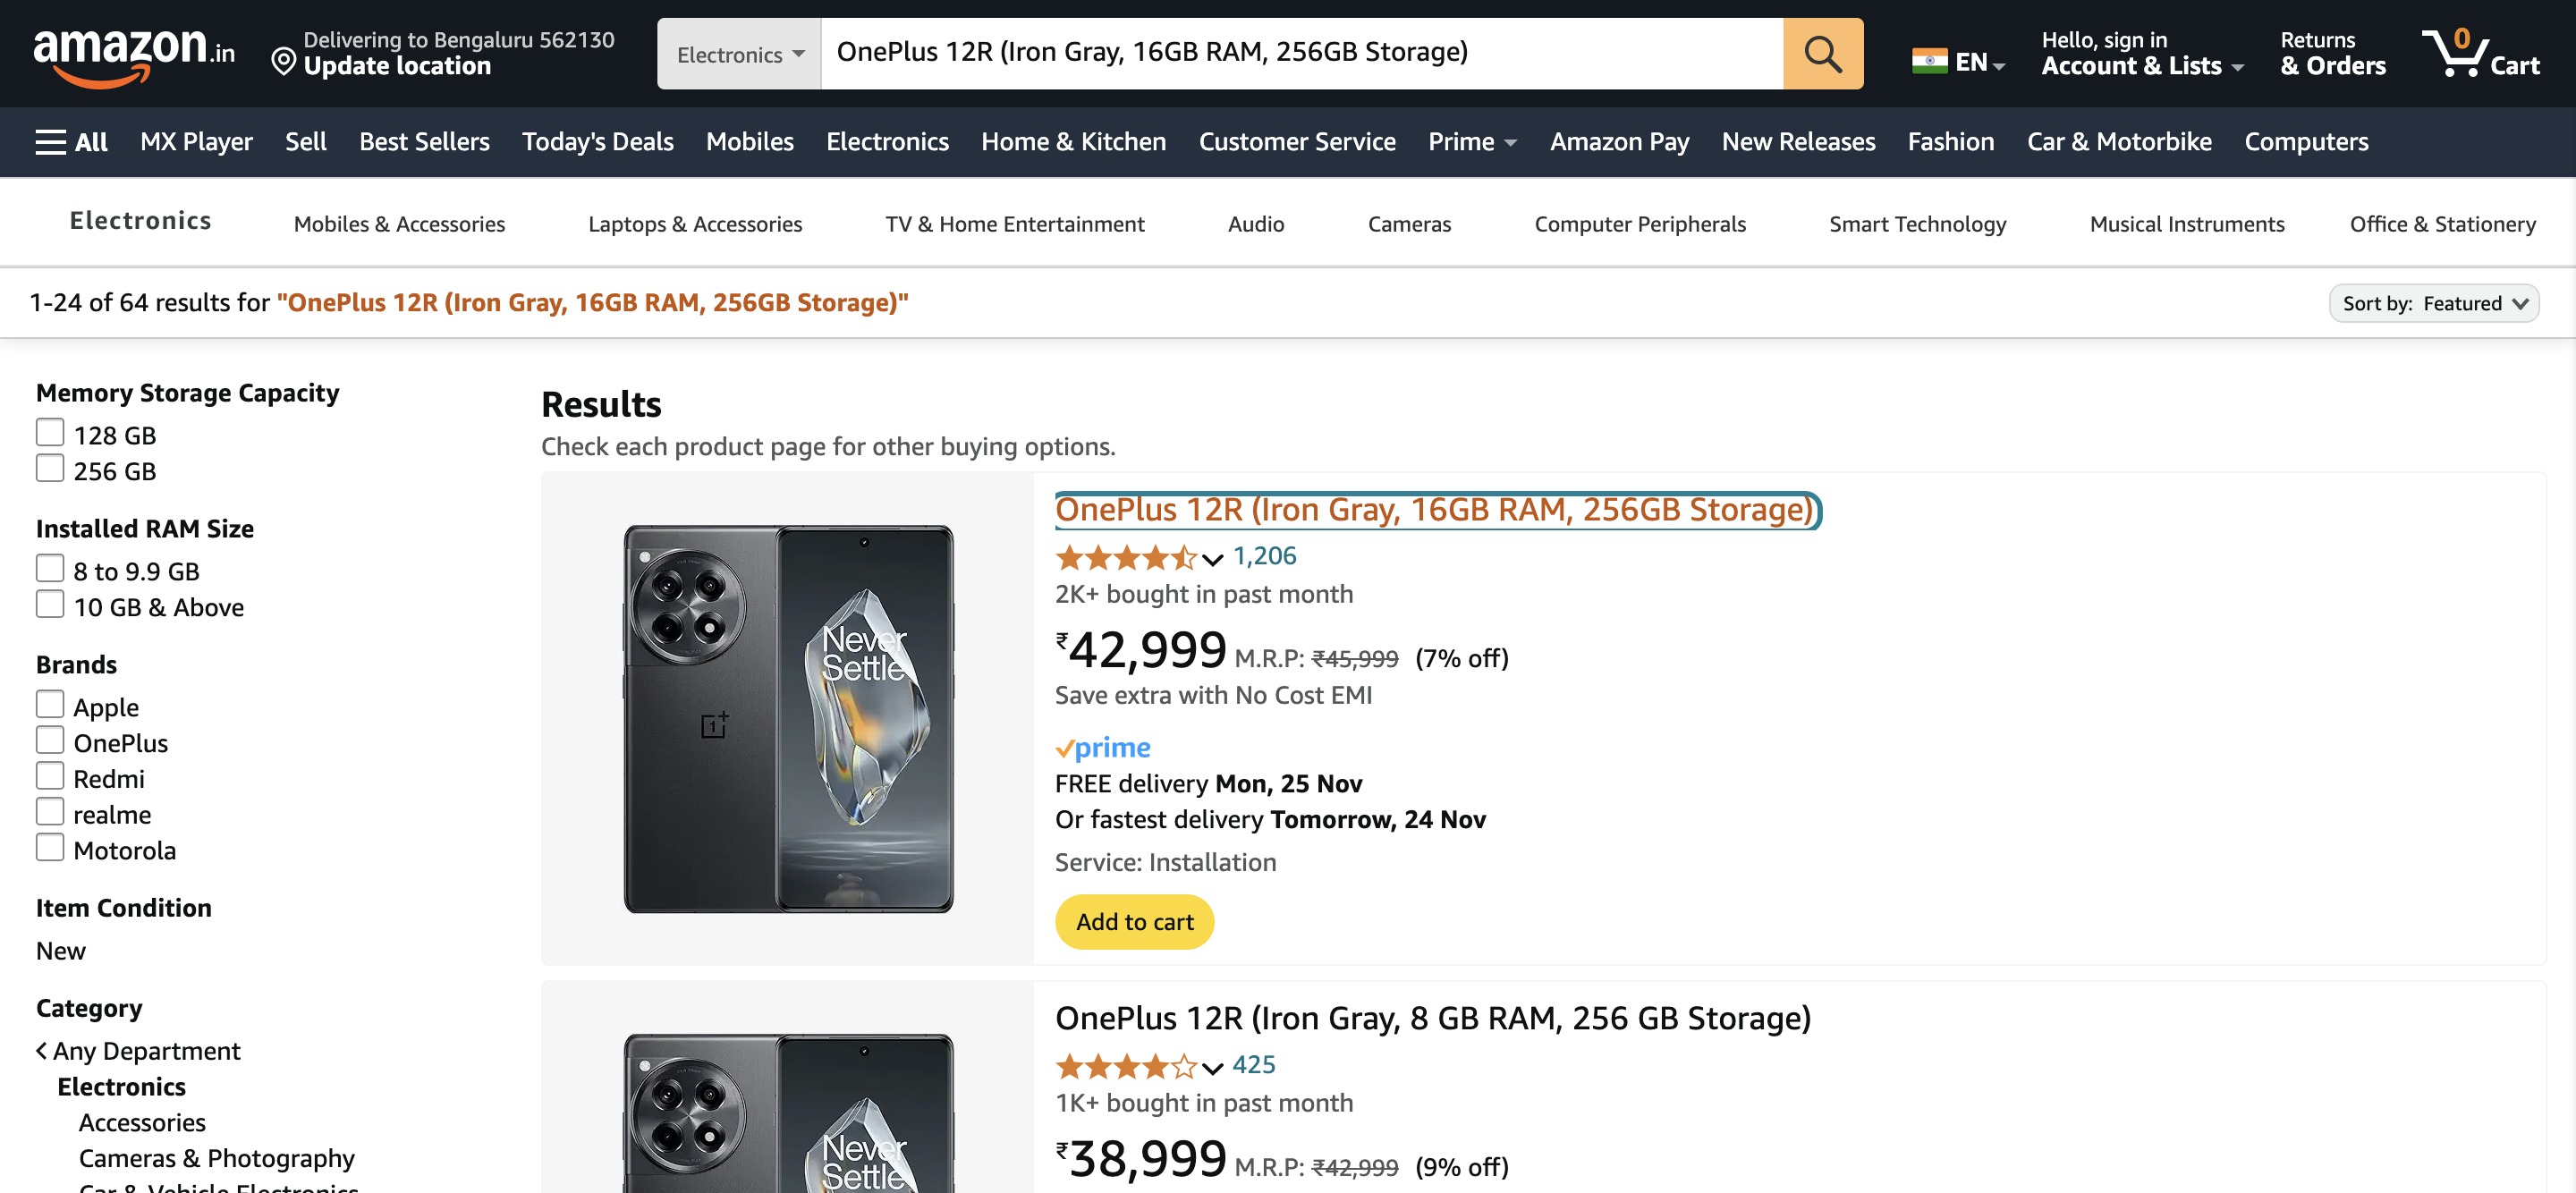 amazon.in
Delivering to Bengaluru 562130
Update location
Electronics
OnePlus 12R (Iron Gray, 16GB RAM, 256GB Storage)
EN
Hello, sign in
Account & Lists
Returns
& Orders
0
Cart
All MX Player Sell Best Sellers Today's Deals Mobiles Electronics Home & Kitchen Customer Service Prime Amazon Pay New Releases Fashion Car & Motorbike Computers
Electronics Mobiles & Accessories Laptops & Accessories TV & Home Entertainment Audio Cameras Computer Peripherals Smart Technology Musical Instruments Office & Stationery
1-24 of 64 results for "OnePlus 12R (Iron Gray, 16GB RAM, 256GB Storage)"
Sort by: Featured
Memory Storage Capacity
128 GB
256 GB
Installed RAM Size
8 to 9.9 GB
10 GB & Above
Brands
Apple
OnePlus
Redmi
realme
Motorola
Item Condition
New
Category
Any Department
Electronics
Accessories
Cameras & Photography
Car & Vehicle Electronics
Results
Check each product page for other buying options.
Never
Settle
OnePlus 12R (Iron Gray, 16GB RAM, 256GB Storage)
1,206
2K+ bought in past month
₹42,999 M.R.P: ₹45,999 (7% off)
Save extra with No Cost EMI
prime
FREE delivery Mon, 25 Nov
Or fastest delivery Tomorrow, 24 Nov
Service: Installation
Add to cart
Never
Settle
OnePlus 12R (Iron Gray, 8 GB RAM, 256 GB Storage)
425
1K+ bought in past month
₹38,999 M.R.P: ₹42,999 (9% off)